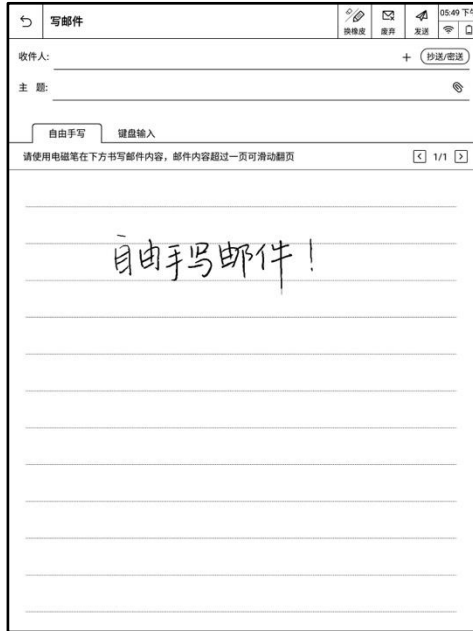 写邮件
换橡皮 废弃 发送 05:49 下午
收件人: + 抄送/密送
主 题:
自由手写 键盘输入
请使用电磁笔在下方书写邮件内容，邮件内容超过一页可滑动翻页 < 1/1 >
自由手写邮件！